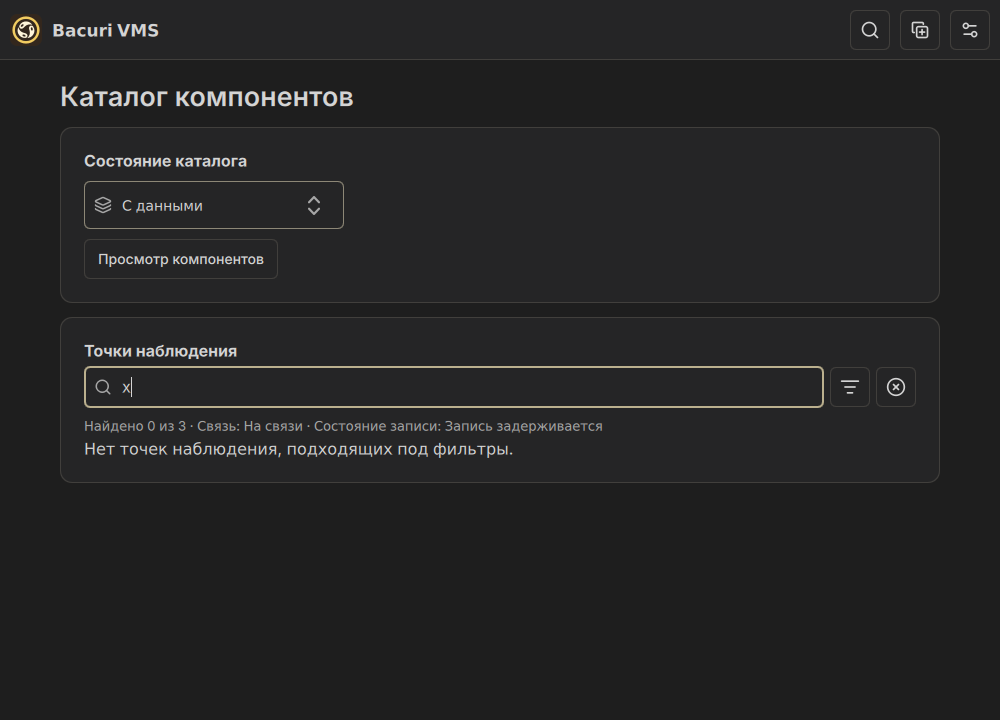 Bacuri VMS
Каталог компонентов
Состояние каталога
С данными
Просмотр компонентов
Точки наблюдения
x
Найдено 0 из 3 · Связь: На связи · Состояние записи: Запись задерживается
Нет точек наблюдения, подходящих под фильтры.